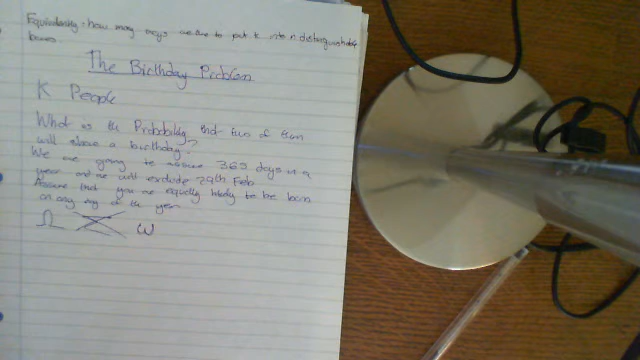 Equivalently - how many ways are there to put k into n distinguishable
boxes.
The Birthday Problem
K People
What is the Probability that two of them
will share a birthday?
We are going to assume 365 days in a
year and we will exclude 29th Feb
Assume that you are equally likely to be born
on any day of the year
Ω ω